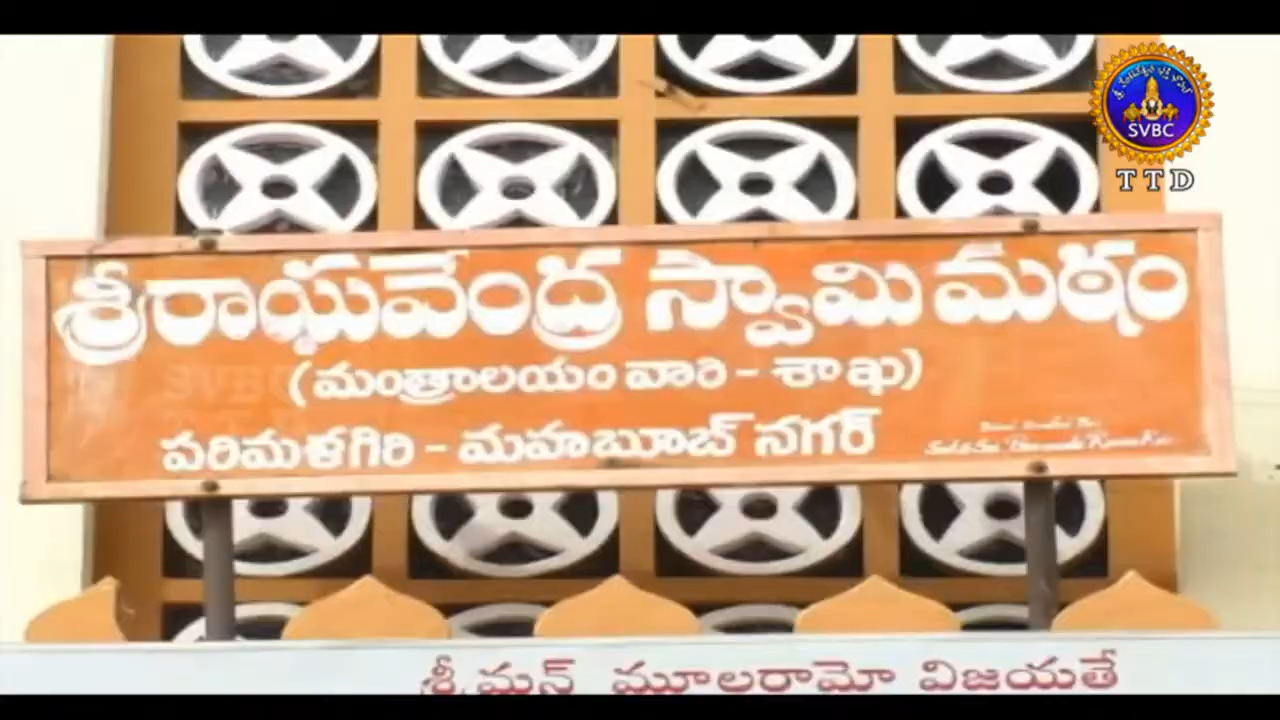 SVBC
TTD
శ్రీ రాఘవేంద్ర స్వామి మఠం
(మంత్రాలయం వారి - శాఖ)
పరిమళగిరి - మహబూబ్ నగర్
శ్రీ మన్ మూలరామో విజయతే